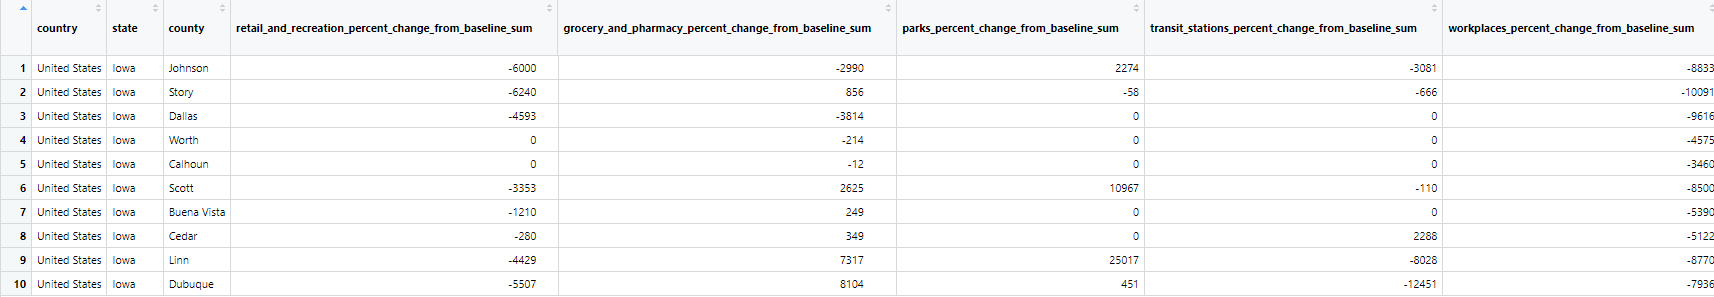 country state county retail_and_recreation_percent_change_from_baseline_sum grocery_and_pharmacy_percent_change_from_baseline_sum parks_percent_change_from_baseline_sum transit_stations_percent_change_from_baseline_sum workplaces_percent_change_from_baseline_sum
1 United States Iowa Johnson -6000 -2990 2274 -3081 -8833
2 United States Iowa Story -6240 856 -58 -666 -10091
3 United States Iowa Dallas -4593 -3814 0 0 -9616
4 United States Iowa Worth 0 -214 0 0 -4575
5 United States Iowa Calhoun 0 -12 0 0 -3460
6 United States Iowa Scott -3353 2625 10967 -110 -8500
7 United States Iowa Buena Vista -1210 249 0 0 -5390
8 United States Iowa Cedar -280 349 0 2288 -5122
9 United States Iowa Linn -4429 7317 25017 -8028 -8770
10 United States Iowa Dubuque -5507 8104 451 -12451 -7936